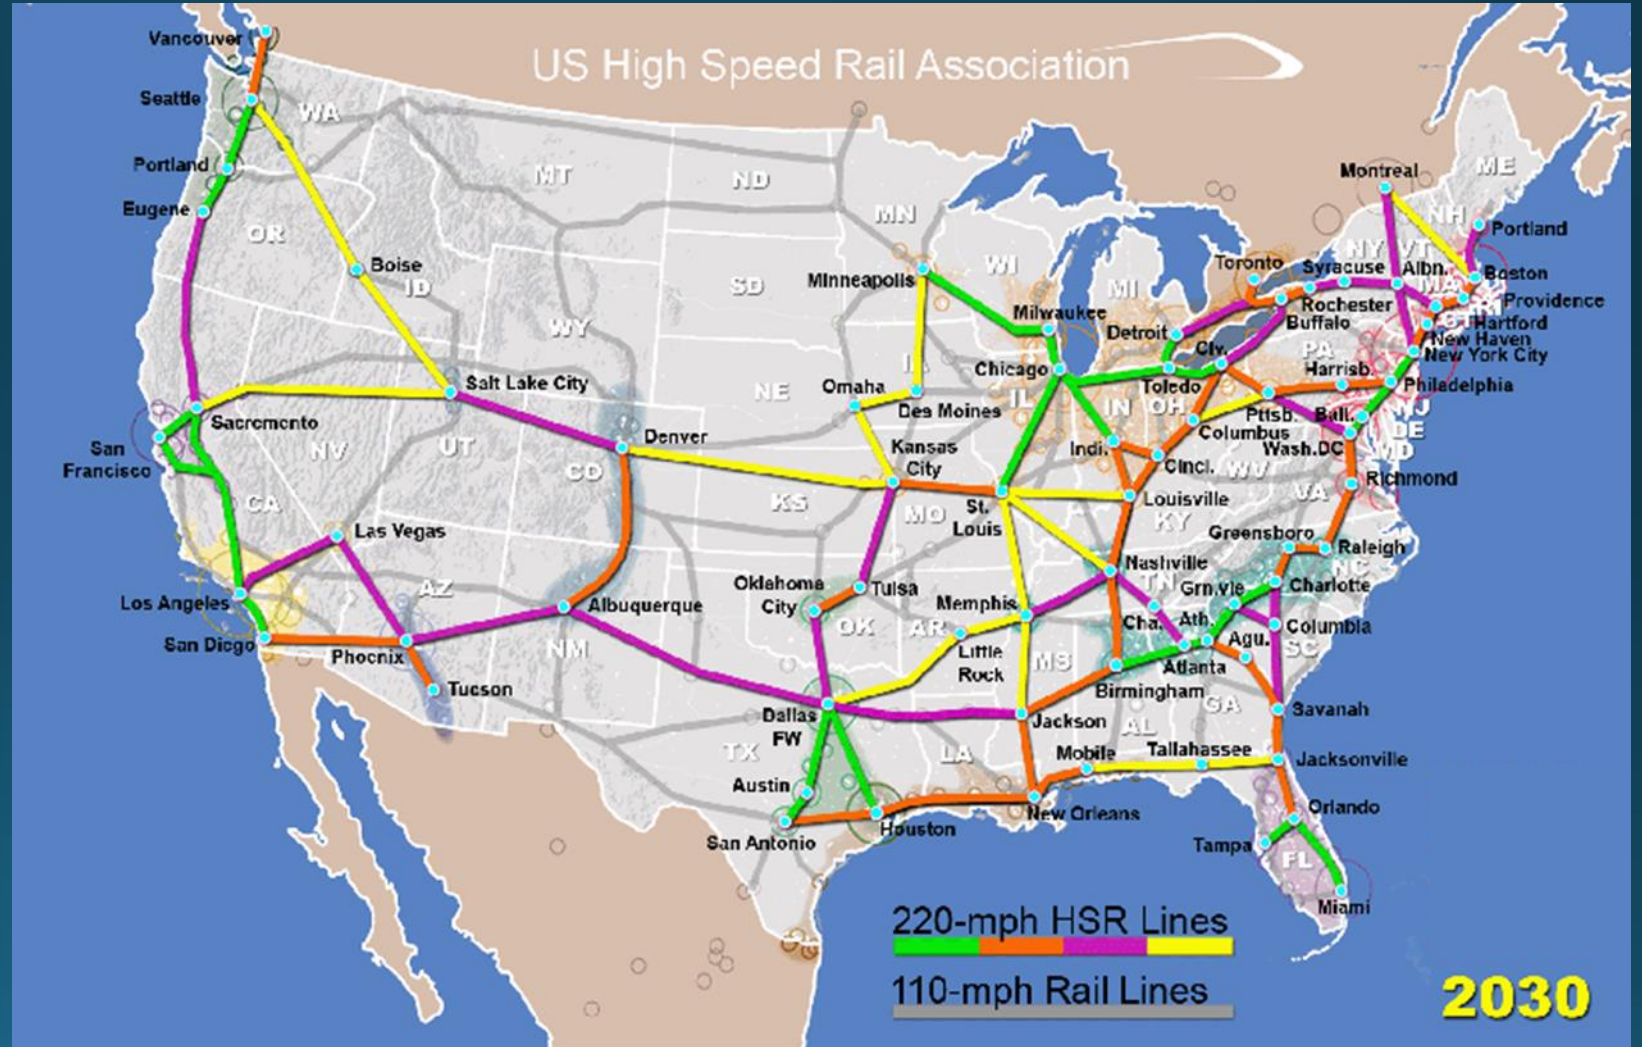 US High Speed Rail Association
Vancouver
Seattle
WA
Portland
Eugene
OR
Boise
ID
MT
ND
MN
Minneapolis
WI
SD
WY
Milwaukee
MI
Detroit
Toronto
Montreal
ME
NH
Portland
NY
VT
Syracuse
Albn.
Boston
MA
Rochester
Providence
Buffalo
CT
Hartford
New Haven
New York City
Clv.
PA
Harrisb.
Philadelphia
Chicago
Toledo
IL
IN
OH
Pttsb.
Balt.
NJ
DE
MD
Columbus
Wash.DC
Indi.
Cinci.
WV
Richmond
VA
IA
NE
Omaha
Des Moines
Salt Lake City
Sacremento
San
Francisco
NV
UT
Denver
CO
Kansas
City
KS
MO
St.
Louis
Louisville
KY
CA
Las Vegas
Greensboro
Raleigh
Nashville
TN
NC
Grn.vle
Charlotte
Oklahoma
City
Tulsa
Memphis
AZ
Los Angeles
Albuquerque
OK
AR
Cha.
Ath.
Columbia
San Diego
Phoenix
NM
Little
Rock
MS
Agu.
SC
Atlanta
Birmingham
Tucson
Dallas
FW
Jackson
AL
GA
Savanah
TX
LA
Mobile
Tallahassee
Jacksonville
Austin
Orlando
New Orleans
Houston
San Antonio
Tampa
FL
Miami
220-mph HSR Lines
110-mph Rail Lines
2030